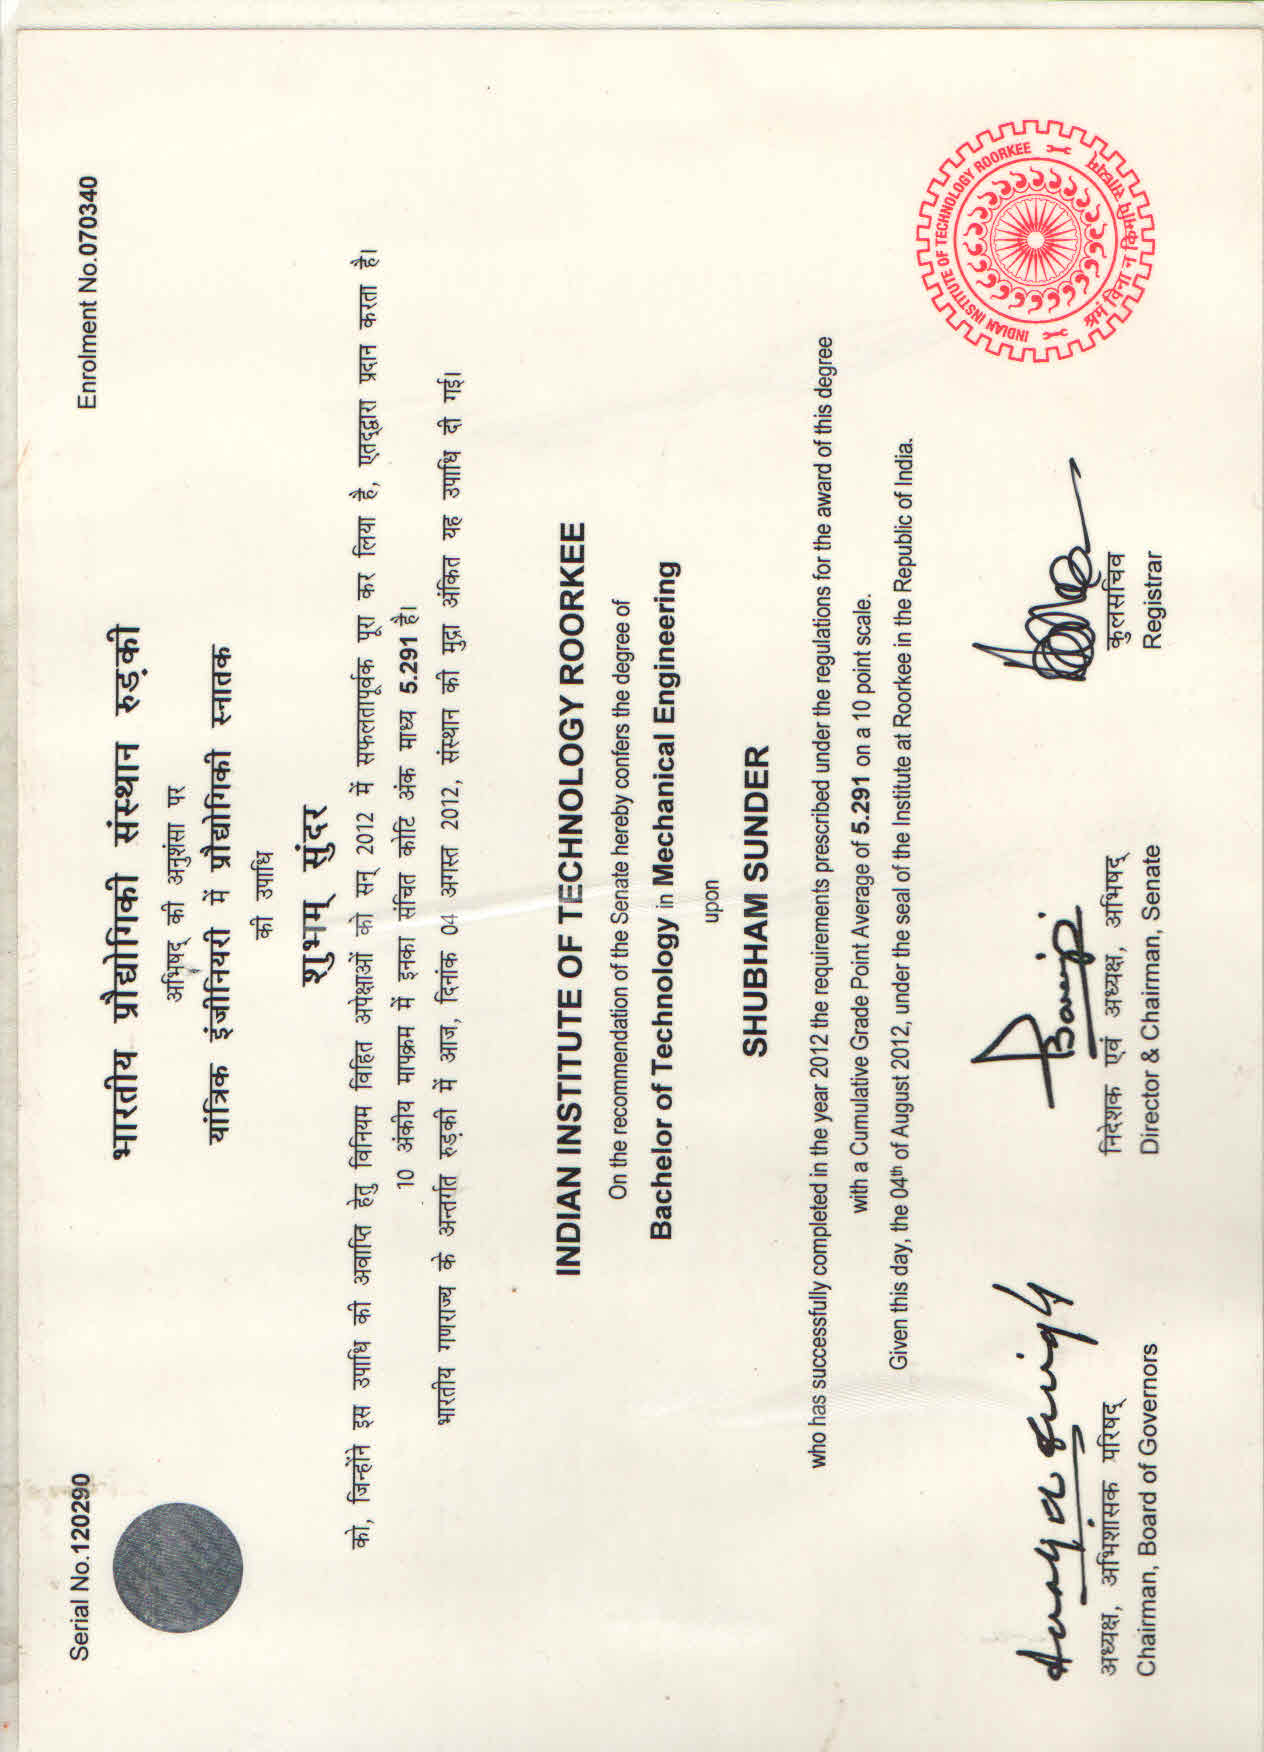 Serial No.120290
Enrolment No.070340
भारतीय प्रौद्योगिकी संस्थान रुड़की
अभिषद् की अनुशंसा पर
यांत्रिक इंजीनियरी में प्रौद्योगिकी स्नातक
की उपाधि
शुभम् सुंदर
को, जिन्होंने इस उपाधि की अवाप्ति हेतु विनियम विहित अपेक्षाओं को सन् 2012 में सफलतापूर्वक पूरा कर लिया है, एतद्द्वारा प्रदान करता है।
10 अंकीय मापक्रम में इनका संचित कोटि अंक माध्य 5.291 है।
भारतीय गणराज्य के अन्तर्गत रुड़की में आज, दिनांक 04 अगस्त 2012, संस्थान की मुद्रा अंकित यह उपाधि दी गई।
INDIAN INSTITUTE OF TECHNOLOGY ROORKEE
On the recommendation of the Senate hereby confers the degree of
Bachelor of Technology in Mechanical Engineering
upon
SHUBHAM SUNDER
who has successfully completed in the year 2012 the requirements prescribed under the regulations for the award of this degree
with a Cumulative Grade Point Average of 5.291 on a 10 point scale.
Given this day, the 04th of August 2012, under the seal of the Institute at Roorkee in the Republic of India.
अध्यक्ष, अभिशासक परिषद्
Chairman, Board of Governors
निदेशक एवं अध्यक्ष, अभिषद्
Director & Chairman, Senate
कुलसचिव
Registrar
INDIAN INSTITUTE OF TECHNOLOGY ROORKEE
श्रमं विना न किमपि साध्यम्